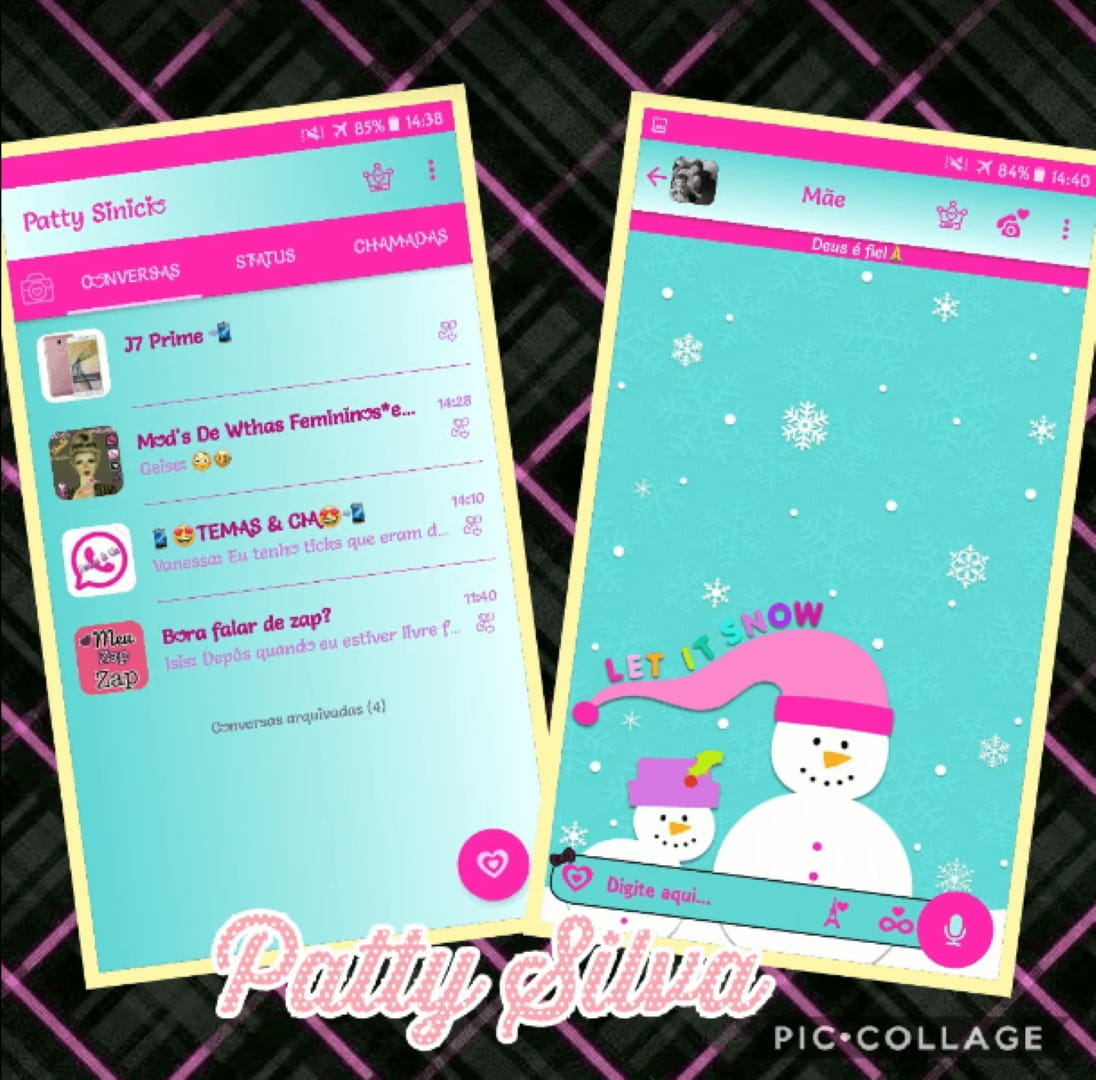 85% 14:38
Patty Sinicio
CONVERSAS STATUS CHAMADAS
J7 Prime
Mod's De Wthas Femininos*e...
14:28
Geise: 😳🤩
📲😍TEMAS & CIA😍📲
14:10
Vanessa: Eu tenho ticks que eram d...
Meu
Zap
Zap
Bora falar de zap?
11:40
Isis: Depôs quando eu estiver livre f...
Conversas arquivadas (4)
84% 14:40
Mãe
Deus é fiel🙏
LET IT SNOW
Digite aqui...
Patty Silva
PIC•COLLAGE